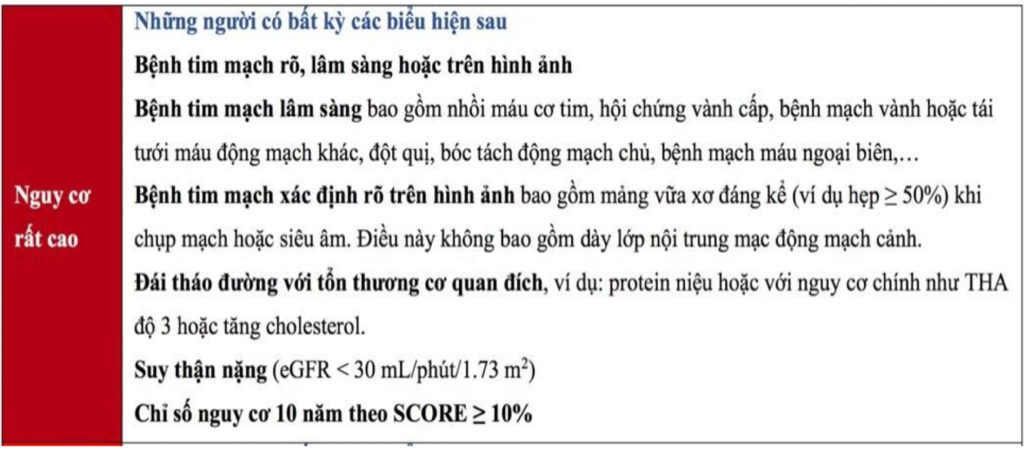 Nguy cơ
rất cao
Những người có bất kỳ các biểu hiện sau
Bệnh tim mạch rõ, lâm sàng hoặc trên hình ảnh
Bệnh tim mạch lâm sàng bao gồm nhồi máu cơ tim, hội chứng vành cấp, bệnh mạch vành hoặc tái
tưới máu động mạch khác, đột quị, bóc tách động mạch chủ, bệnh mạch máu ngoại biên,…
Bệnh tim mạch xác định rõ trên hình ảnh bao gồm mảng vữa xơ đáng kể (ví dụ hẹp ≥ 50%) khi
chụp mạch hoặc siêu âm. Điều này không bao gồm dày lớp nội trung mạc động mạch cảnh.
Đái tháo đường với tổn thương cơ quan đích, ví dụ: protein niệu hoặc với nguy cơ chính như THA
độ 3 hoặc tăng cholesterol.
Suy thận nặng (eGFR < 30 mL/phút/1.73 m²)
Chỉ số nguy cơ 10 năm theo SCORE ≥ 10%